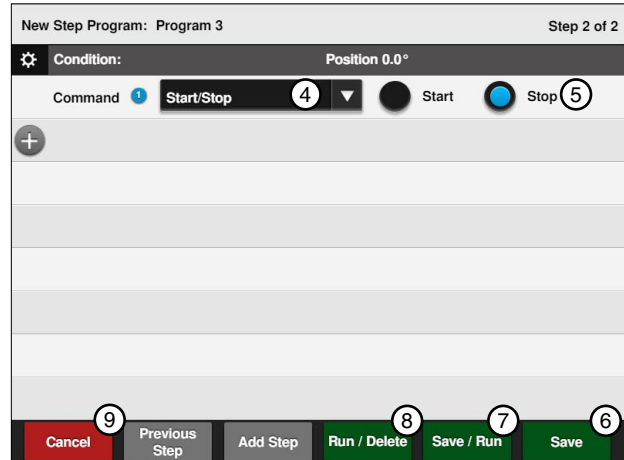 New Step Program: Program 3 Step 2 of 2
Condition: Position 0.0°
Command 1 Start/Stop 4 Start Stop 5
9 8 7 6
Cancel Previous Step Add Step Run / Delete Save / Run Save